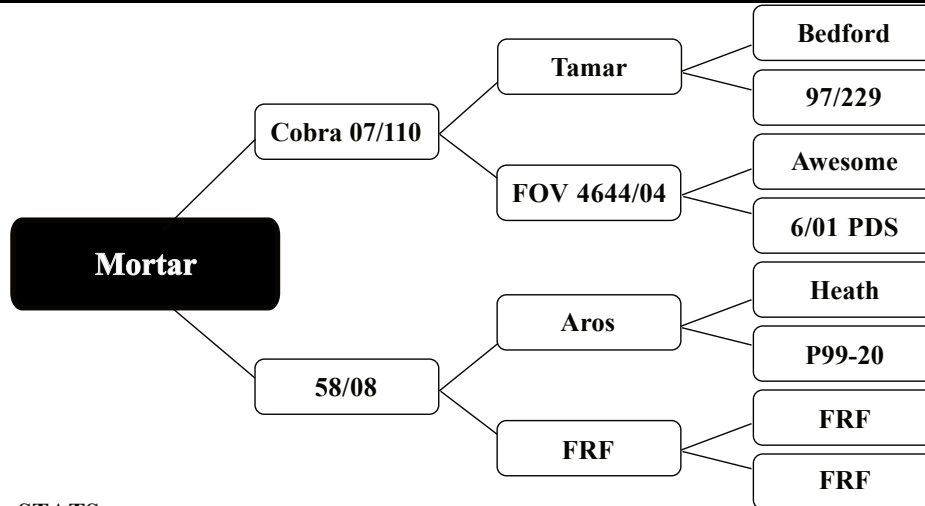 Bedford
Tamar
97/229
Cobra 07/110
Awesome
FOV 4644/04
6/01 PDS
Mortar
Heath
Aros
P99-20
58/08
FRF
FRF
FRF
STATS